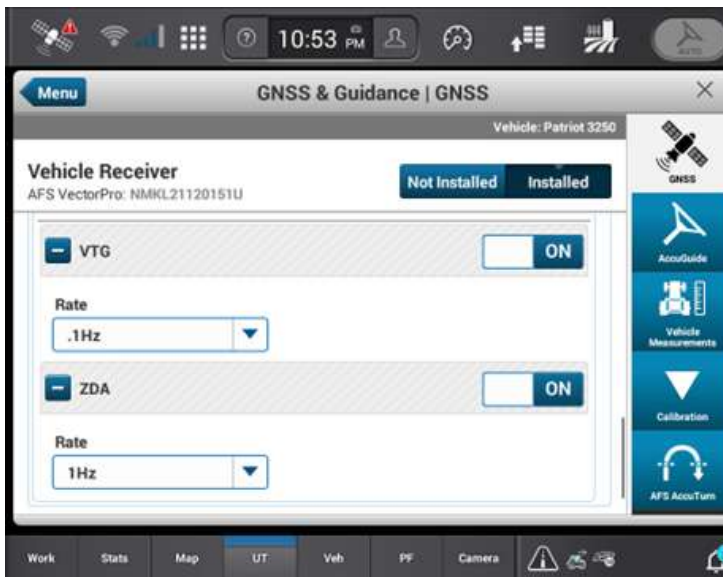 10:53 PM
AUTO
Menu
GNSS & Guidance | GNSS
Vehicle: Patriot 3250
Vehicle Receiver
AFS VectorPro: NMKL21120151U
Not Installed
Installed
VTG
ON
Rate
.1Hz
ZDA
ON
Rate
1Hz
GNSS
AccuGuide
Vehicle
Measurements
Calibration
AFS AccuTurn
Work
Stats
Map
UT
Veh
PF
Camera